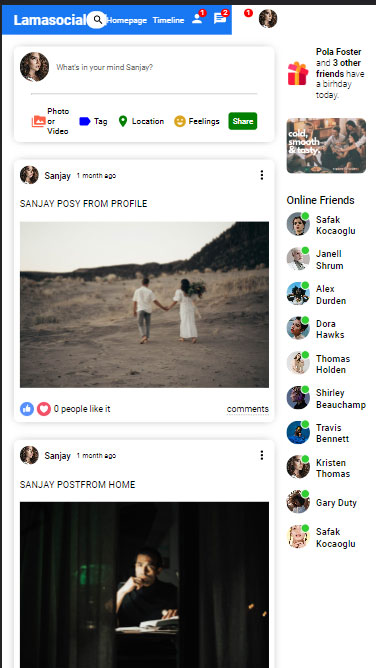 Lamasocial Homepage Timeline 1 2 1
What's in your mind Sanjay?
Photo
or
Video
Tag
Location
Feelings
Share
Sanjay 1 month ago
SANJAY POSY FROM PROFILE
0 people like it
comments
Sanjay 1 month ago
SANJAY POSTFROM HOME
Pola Foster
and 3 other
friends have
a birhday
today.
cold,
smooth
& tasty.
Online Friends
Safak
Kocaoglu
Janell
Shrum
Alex
Durden
Dora
Hawks
Thomas
Holden
Shirley
Beauchamp
Travis
Bennett
Kristen
Thomas
Gary Duty
Safak
Kocaoglu